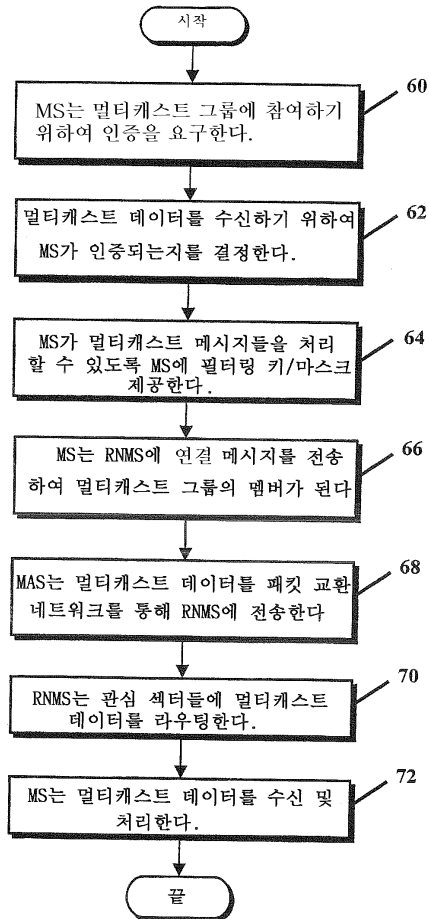 시작
60
MS는 멀티캐스트 그룹에 참여하기
위하여 인증을 요구한다.
62
멀티캐스트 데이터를 수신하기 위하여
MS가 인증되는지를 결정한다.
64
MS가 멀티캐스트 메시지들을 처리
할 수 있도록 MS에 필터링 키/마스크
제공한다.
66
MS는 RNMS에 연결 메시지를 전송
하여 멀티캐스트 그룹의 멤버가 된다
68
MAS는 멀티캐스트 데이터를 패킷 교환
네트워크를 통해 RNMS에 전송한다
70
RNMS는 관심 섹터들에 멀티캐스트
데이터를 라우팅한다.
72
MS는 멀티캐스트 데이터를 수신 및
처리한다.
끝